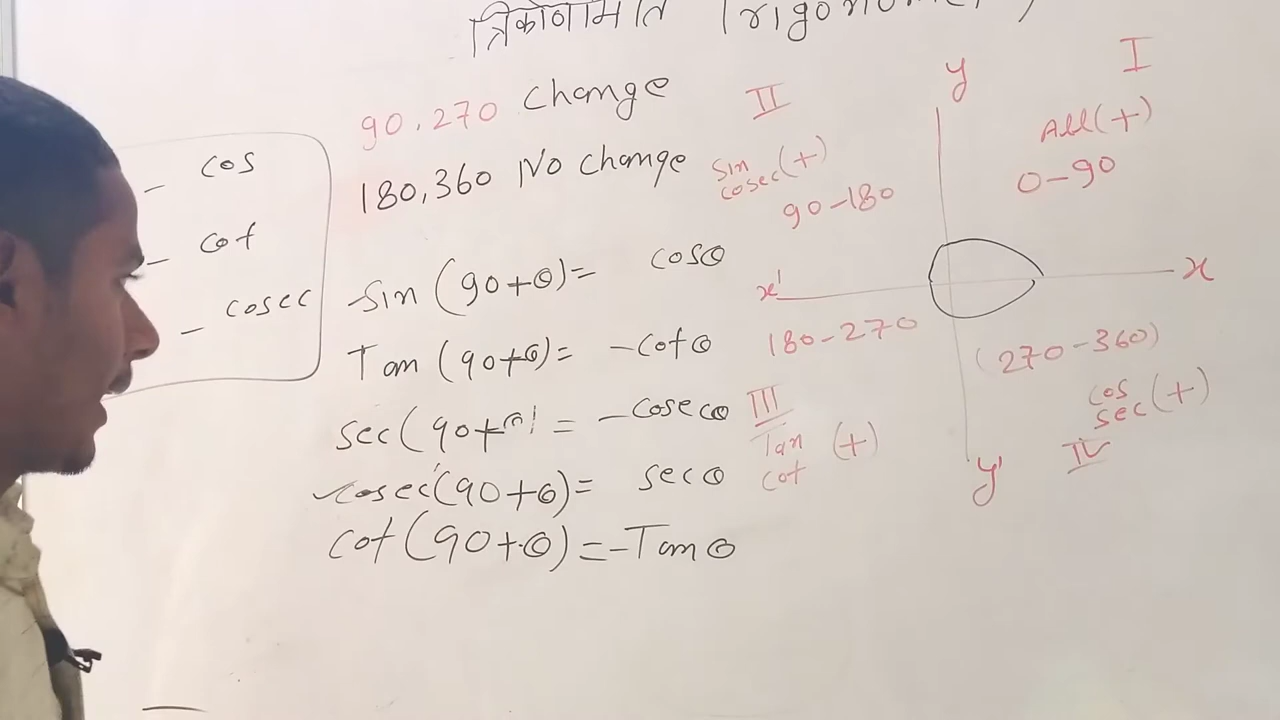 त्रिकोणमिति (Trigonomet
90,270 Change
180,360 No change
- cos
- cot
- cosec
Sin (90+θ)= cosθ
Tan (90+θ)= -cotθ
sec(90+θ) = -cosecθ
cosec(90+θ)= secθ
cot(90+θ)=-Tanθ
y
I
All(+)
0-90
II
Sin
cosec(+)
90-180
x'
x
180-270
III
Tan (+)
cot
(270-360)
cos
sec(+)
IV
y'